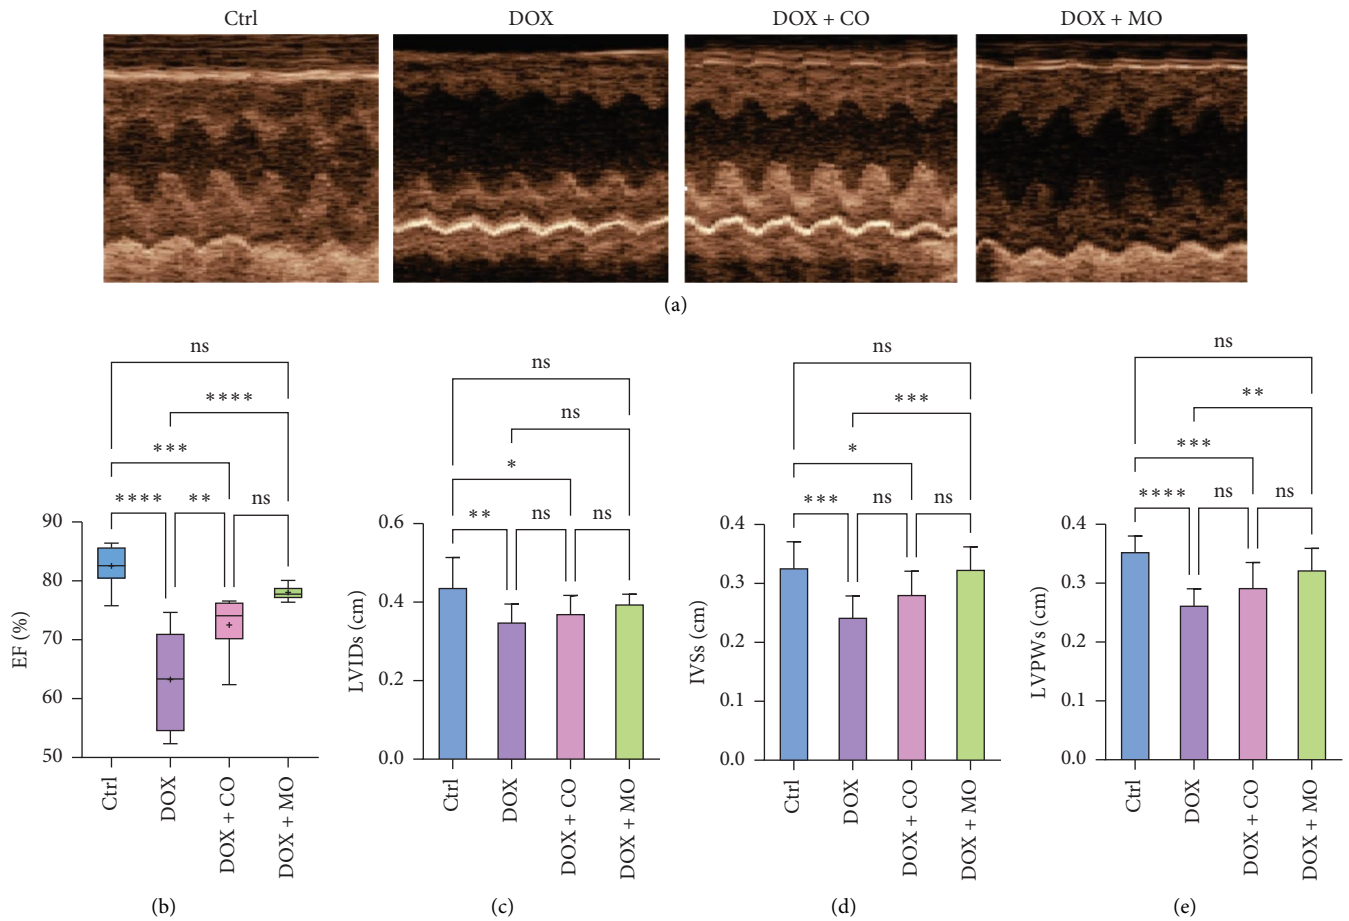 Ctrl
DOX
DOX + CO
DOX + MO
(a)
ns
****
***
****
**
ns
90
80
70
60
50
EF (%)
Ctrl
DOX
DOX + CO
DOX + MO
(b)
ns
ns
*
**
ns
ns
0.6
0.4
0.2
0.0
LVIDs (cm)
Ctrl
DOX
DOX + CO
DOX + MO
(c)
ns
***
*
***
ns
ns
0.4
0.3
0.2
0.1
0.0
IVSs (cm)
Ctrl
DOX
DOX + CO
DOX + MO
(d)
ns
**
***
****
ns
ns
0.4
0.3
0.2
0.1
0.0
LVPWs (cm)
Ctrl
DOX
DOX + CO
DOX + MO
(e)